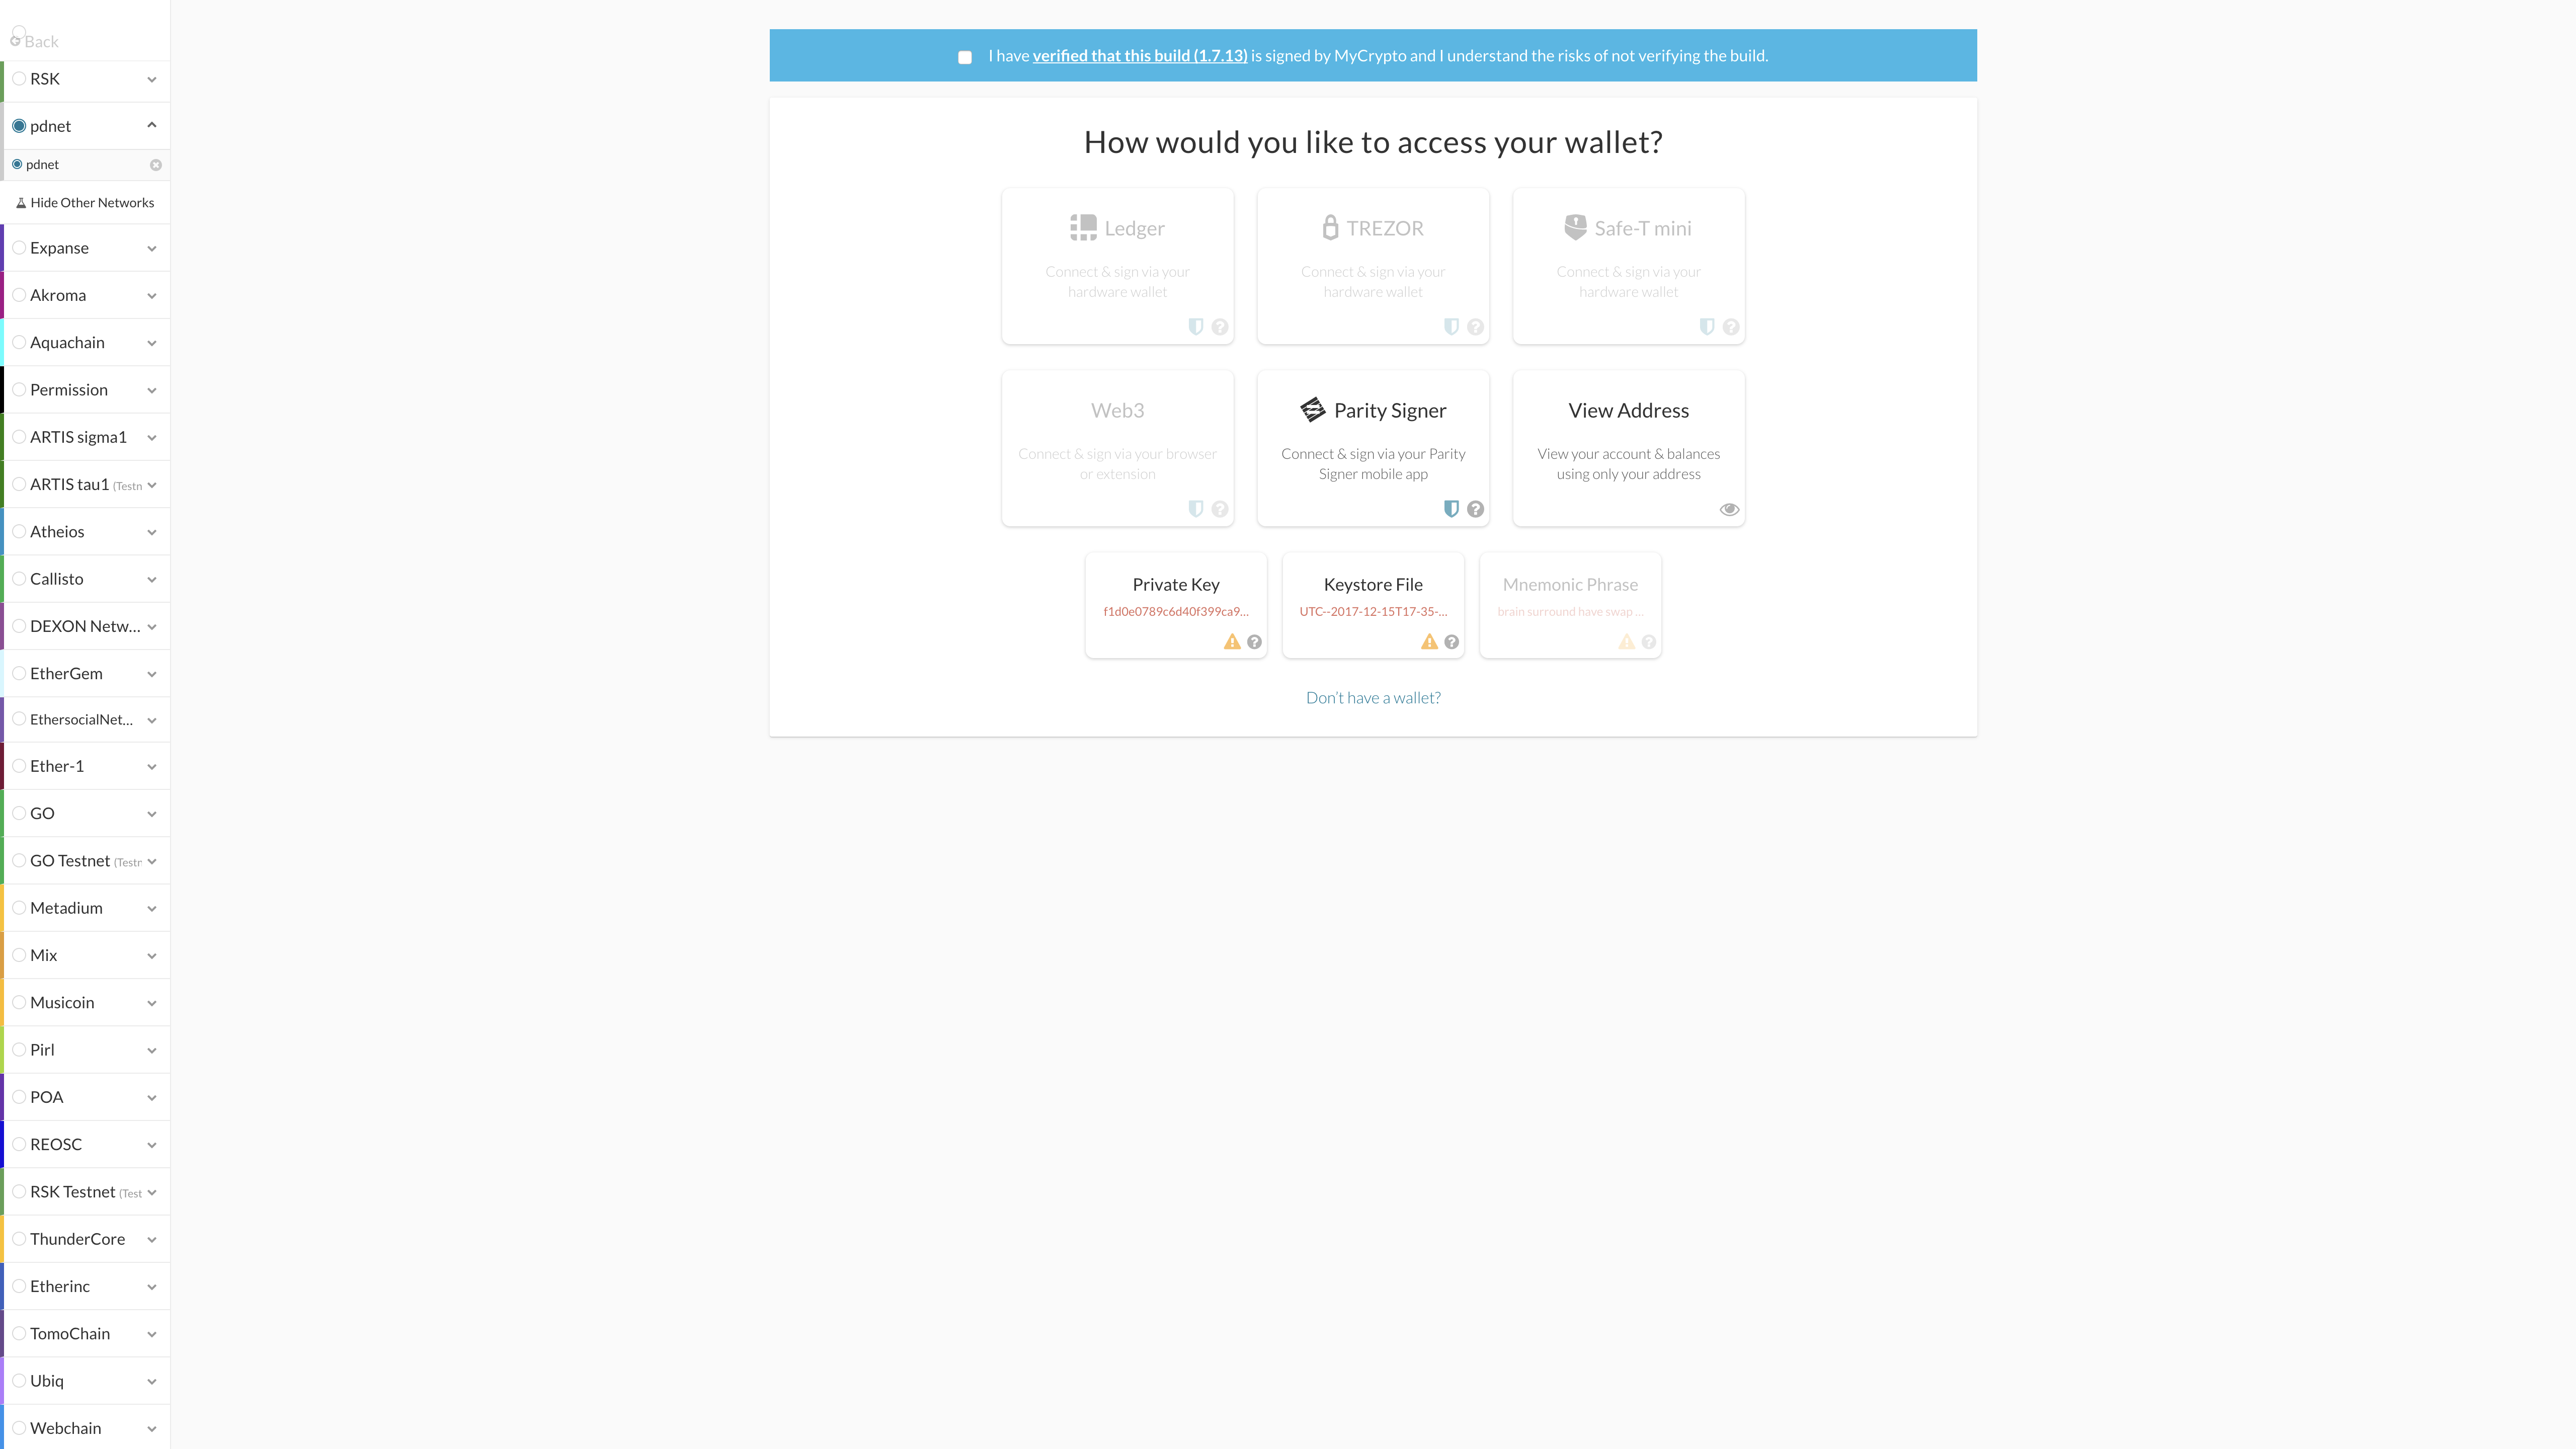 Back
RSK
pdnet
pdnet
Hide Other Networks
Expanse
Akroma
Aquachain
Permission
ARTIS sigma1
ARTIS tau1 (Testn
Atheios
Callisto
DEXON Netw...
EtherGem
EthersocialNet...
Ether-1
GO
GO Testnet (Testr
Metadium
Mix
Musicoin
Pirl
POA
REOSC
RSK Testnet (Test
ThunderCore
Etherinc
TomoChain
Ubiq
Webchain
I have verified that this build (1.7.13) is signed by MyCrypto and I understand the risks of not verifying the build.
How would you like to access your wallet?
Ledger
Connect & sign via your
hardware wallet
TREZOR
Connect & sign via your
hardware wallet
Safe-T mini
Connect & sign via your
hardware wallet
Web3
Connect & sign via your browser
or extension
Parity Signer
Connect & sign via your Parity
Signer mobile app
View Address
View your account & balances
using only your address
Private Key
f1d0e0789c6d40f399ca9...
Keystore File
UTC--2017-12-15T17-35-...
Mnemonic Phrase
brain surround have swap ...
Don't have a wallet?